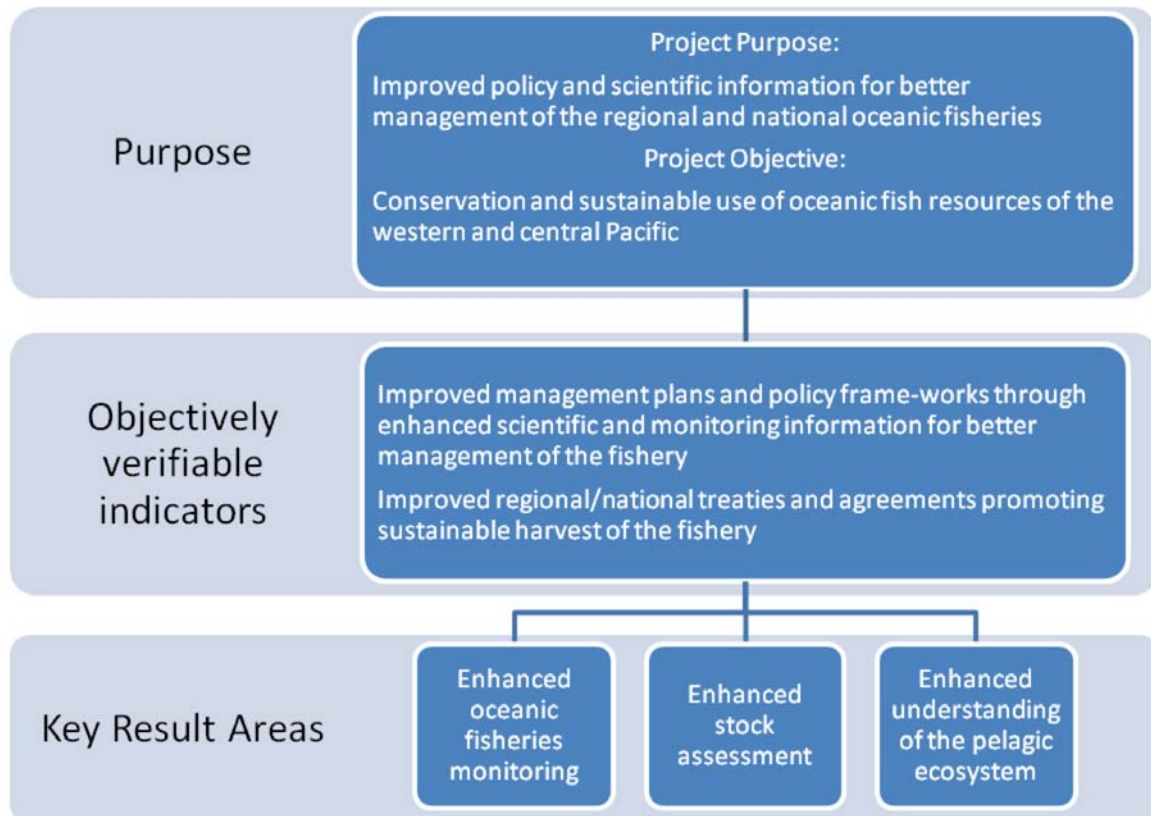 Purpose
Project Purpose:
Improved policy and scientific information for better
management of the regional and national oceanic fisheries
Project Objective:
Conservation and sustainable use of oceanic fish resources of the
western and central Pacific
Objectively
verifiable
indicators
Improved management plans and policy frame-works through
enhanced scientific and monitoring information for better
management of the fishery
Improved regional/national treaties and agreements promoting
sustainable harvest of the fishery
Key Result Areas
Enhanced
oceanic
fisheries
monitoring
Enhanced
stock
assessment
Enhanced
understanding
of the pelagic
ecosystem